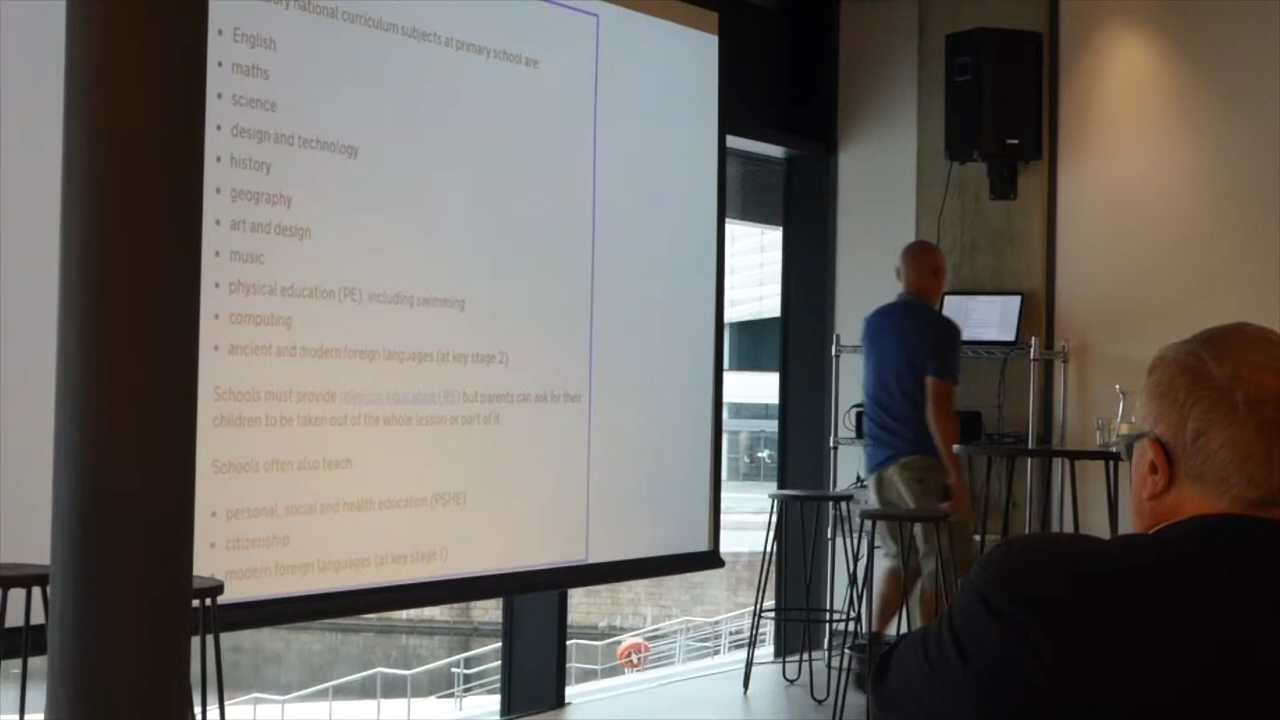 national curriculum subjects at primary school are:
• English
• maths
• science
• design and technology
• history
• geography
• art and design
• music
• physical education (PE), including swimming
• computing
• ancient and modern foreign languages (at key stage 2)
Schools must provide religious education (RE) but parents can ask for their
children to be taken out of the whole lesson or part of it.
Schools often also teach:
• personal, social and health education (PSHE)
• citizenship
• modern foreign languages (at key stage 1)